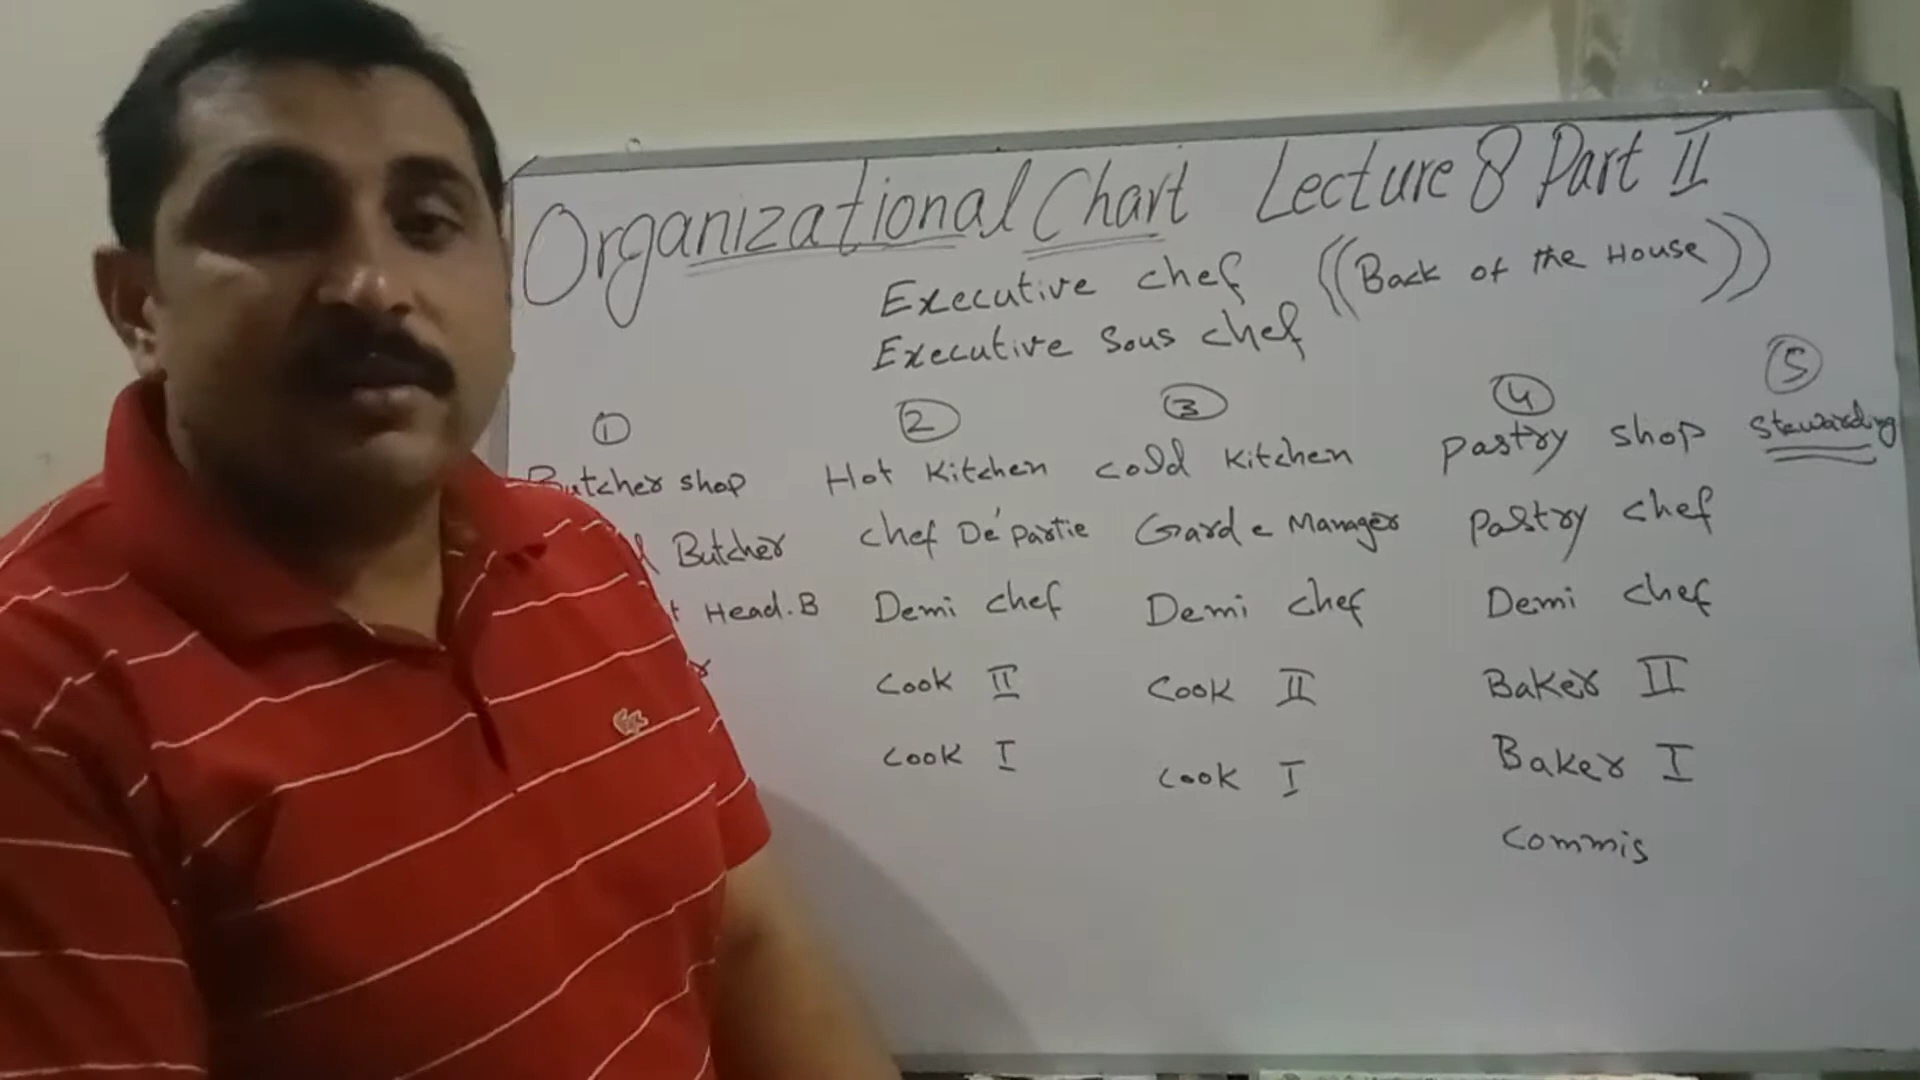 Organizational Chart Lecture 8 Part II
Executive chef ((Back of the House))
Executive Sous chef
1 2 3 4 5
Butcher shop Hot Kitchen cold Kitchen Pastry shop Stewarding
Butcher chef De' Partie Gard e Manager Pastry chef
Head.B Demi chef Demi chef Demi chef
Cook II Cook II Baker II
Cook I Cook I Baker I
Commis